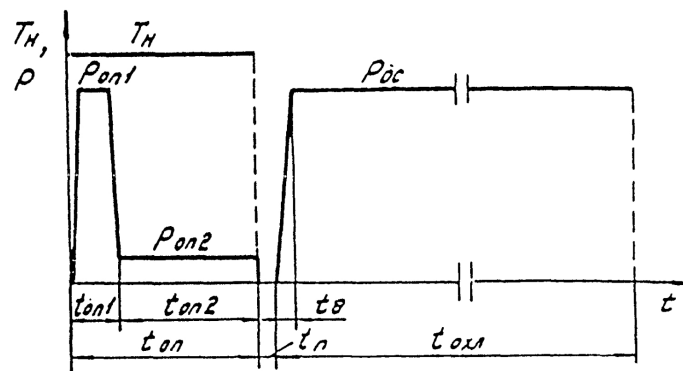 Tн,
Tн
P
Pоп1
Pос
Pоп2
tоп1
tоп2
tв
t
tоп
tп
tохл